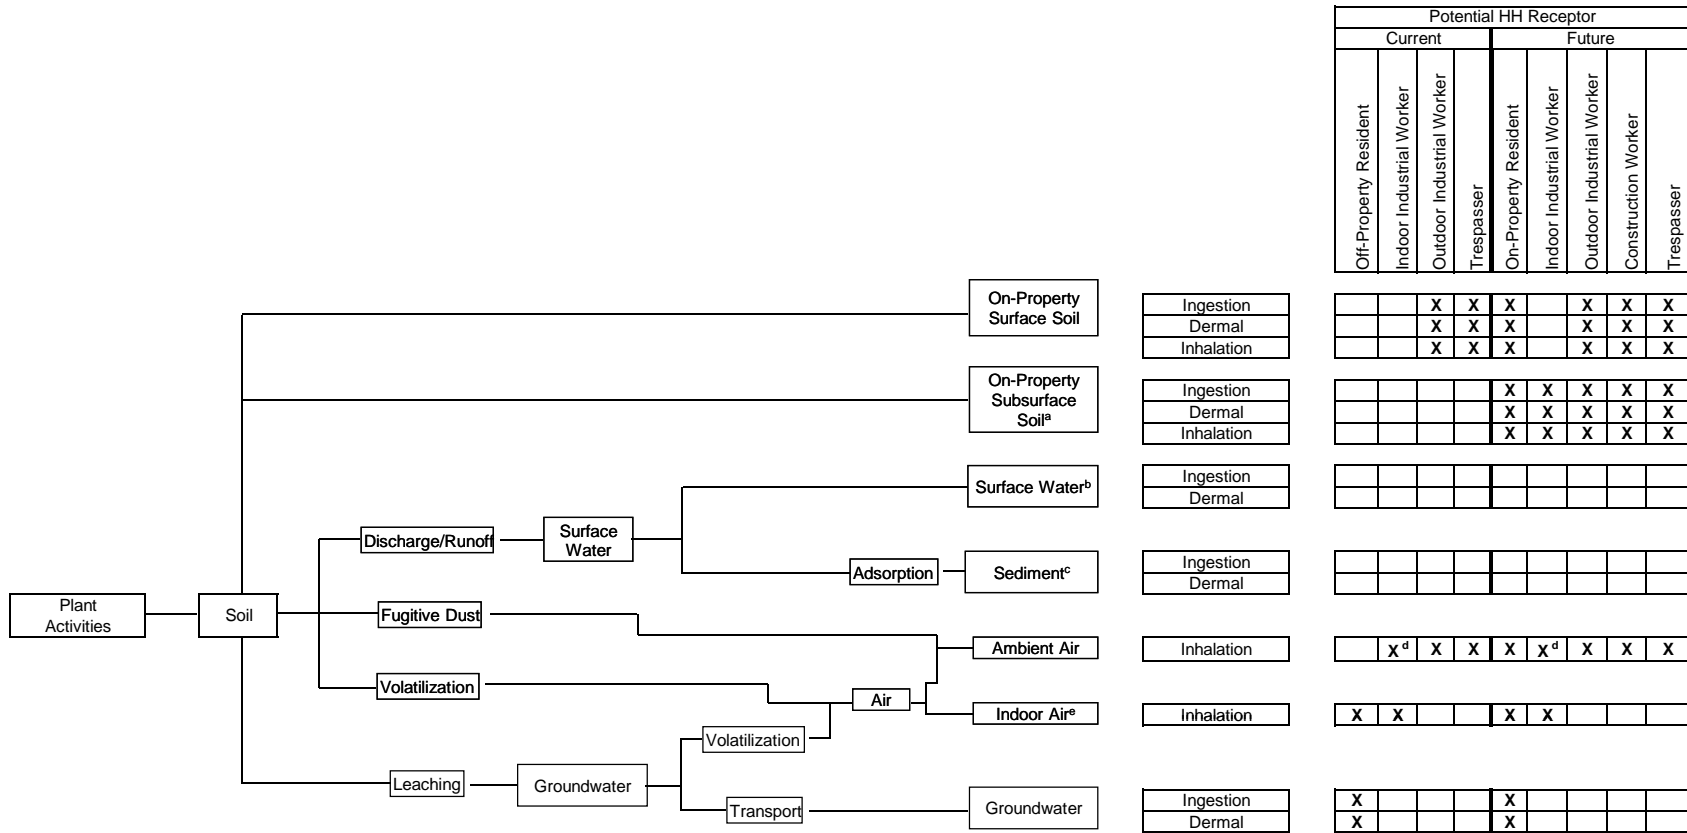 Potential HH Receptor
Current Future
Off-Property Resident
Indoor Industrial Worker
Outdoor Industrial Worker
Trespasser
On-Property Resident
Indoor Industrial Worker
Outdoor Industrial Worker
Construction Worker
Trespasser
On-Property
Surface Soil
Ingestion X X X X X X
Dermal X X X X X X
Inhalation X X X X X X
On-Property
Subsurface
Soilᵃ
Ingestion X X X X X
Dermal X X X X X
Inhalation X X X X X
Surface Waterᵇ
Ingestion
Dermal
Discharge/Runoff
Surface
Water
Adsorption
Sedimentᶜ
Ingestion
Dermal
Plant
Activities
Soil
Fugitive Dust
Ambient Air
Inhalation Xᵈ X X X Xᵈ X X X
Volatilization
Air
Indoor Airᵉ
Inhalation X X X X
Volatilization
Leaching
Groundwater
Transport
Groundwater
Ingestion X X
Dermal X X